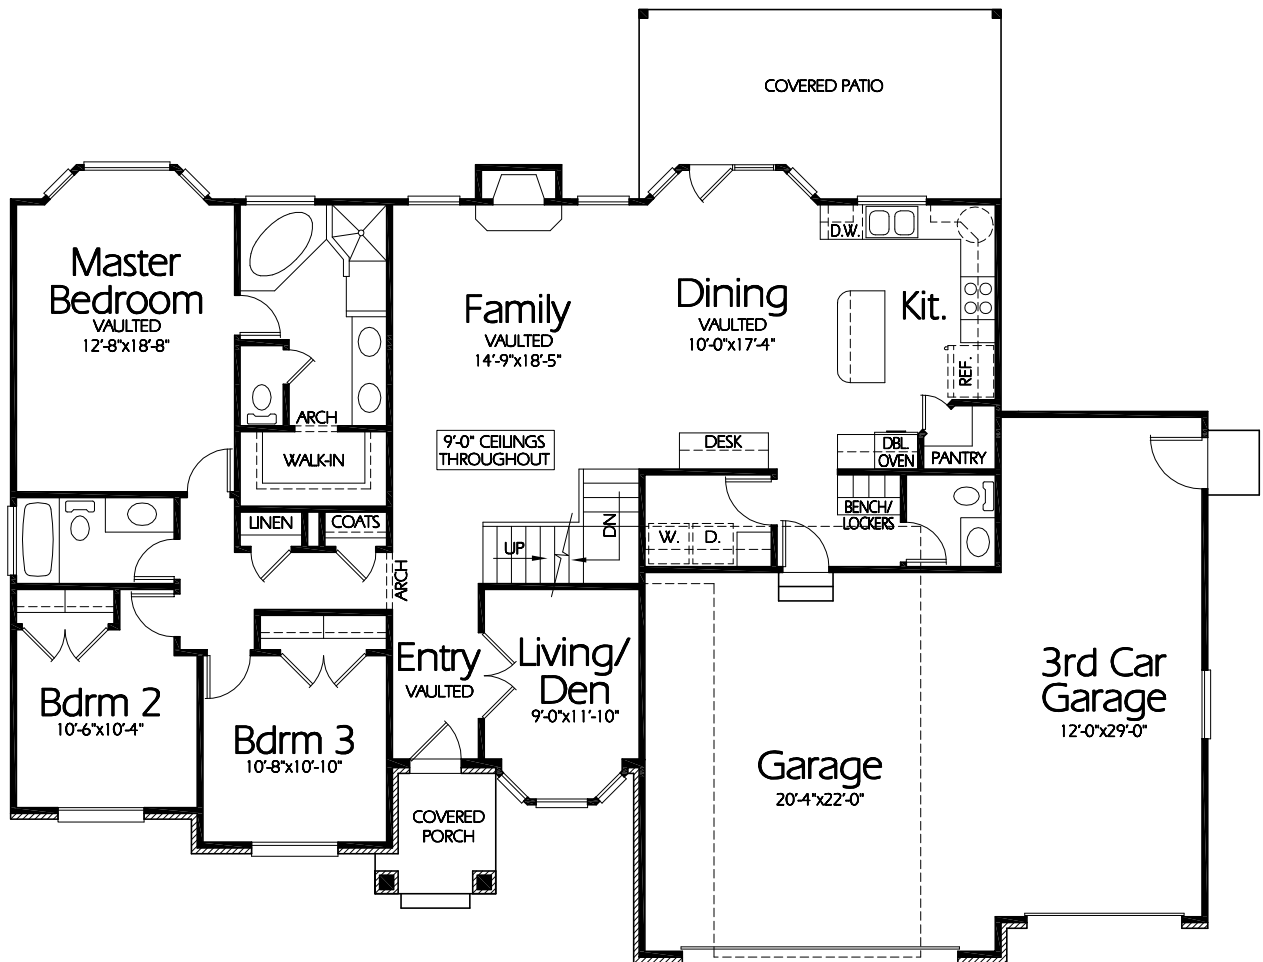 COVERED PATIO
Master
Bedroom
VAULTED
12'-8"x18'-8"
Family
VAULTED
14'-9"x18'-5"
Dining
VAULTED
10'-0"x17'-4"
Kit.
D.W.
REF.
ARCH
WALK-IN
9'-0" CEILINGS
THROUGHOUT
DESK
DBL.
OVEN
PANTRY
LINEN
COATS
UP
DN
W.
D.
BENCH/
LOCKERS
ARCH
Entry
VAULTED
Living/
Den
9'-0"x11'-10"
Bdrm 2
10'-6"x10'-4"
Bdrm 3
10'-8"x10'-10"
COVERED
PORCH
Garage
20'-4"x22'-0"
3rd Car
Garage
12'-0"x29'-0"